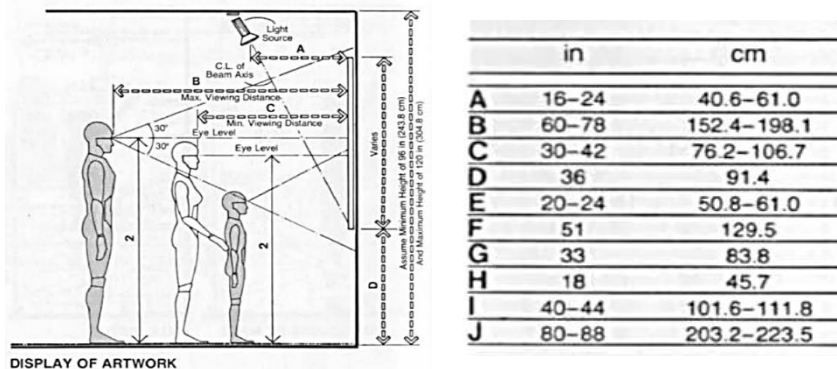 Light
Source
A
C.L. of
Beam Axis
B
Max. Viewing Distance
C
Min. Viewing Distance
30°
Eye Level
30°
Eye Level
2
2
Varies
D
Assume Minimum Height of 96 in (243.8 cm)
And Maximum Height of 120 in (304.8 cm)
DISPLAY OF ARTWORK
in cm
A 16–24 40.6–61.0
B 60–78 152.4–198.1
C 30–42 76.2–106.7
D 36 91.4
E 20–24 50.8–61.0
F 51 129.5
G 33 83.8
H 18 45.7
I 40–44 101.6–111.8
J 80–88 203.2–223.5